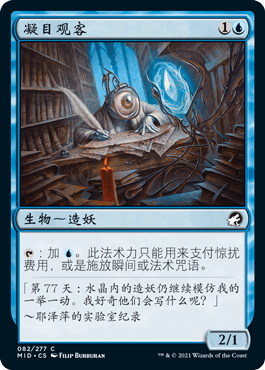 凝目观客 1
生物～造妖
：加 。此法术力只能用来支付惊扰
费用，或是施放瞬间或法术咒语。
「第 77 天：水晶内的造妖仍继续模仿我的
一举一动。我好奇他们会写什么呢？」
～耶泽萍的实验室纪录
2/1
082/277 C
MID • CS FILIP BURBURAN
™ & © 2021 Wizards of the Coast